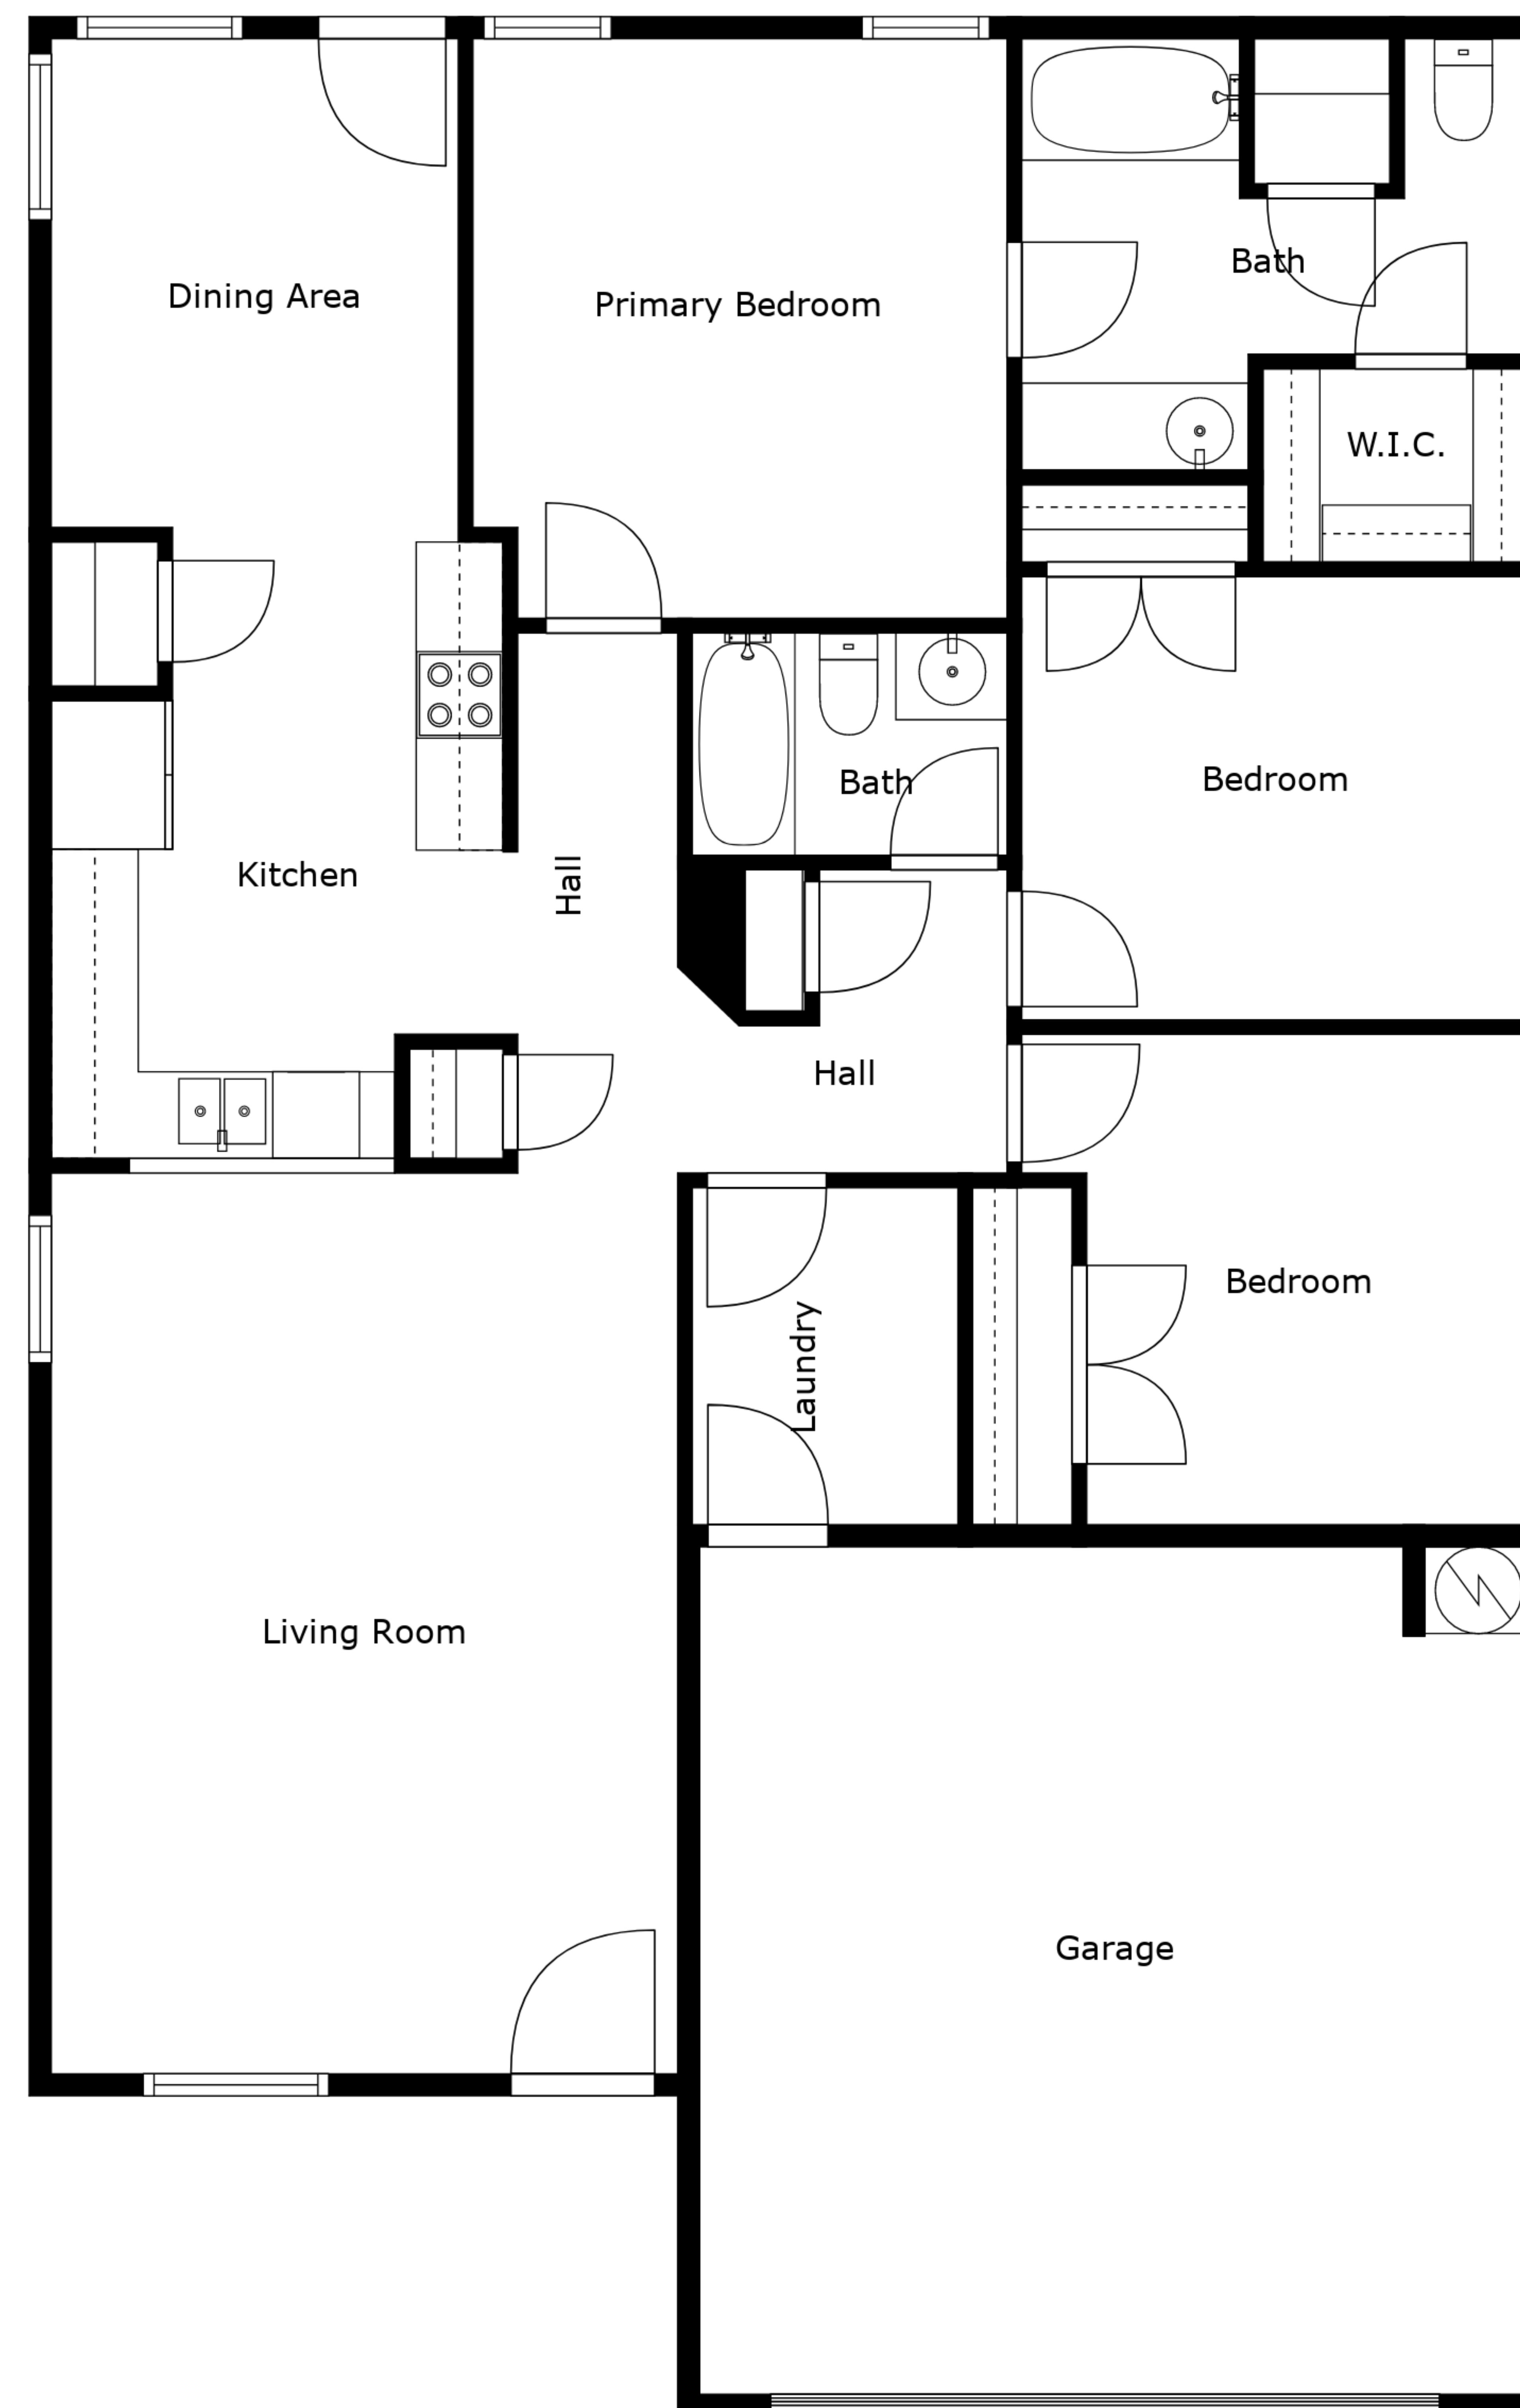 Bath
Dining Area
Primary Bedroom
W.I.C.
Bedroom
Bath
Kitchen
Hall
Hall
Bedroom
Laundry
Living Room
Garage